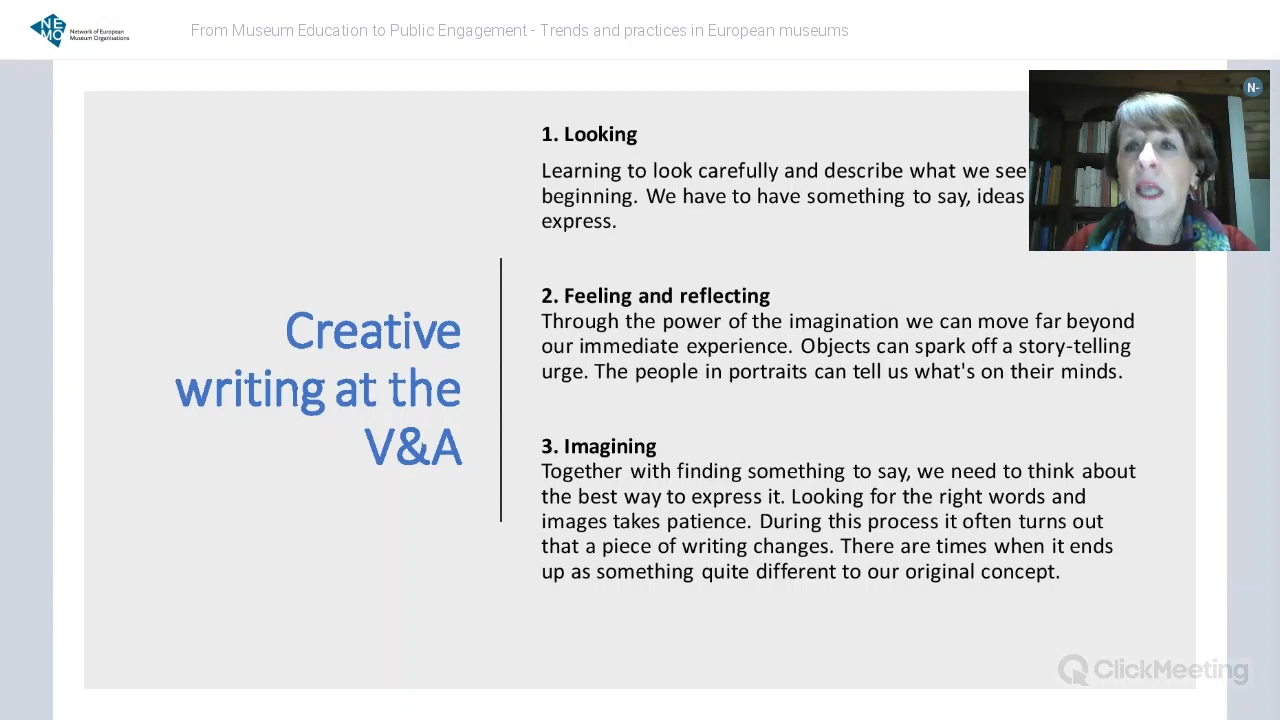 NE
MO
Network of European
Museum Organisations
From Museum Education to Public Engagement - Trends and practices in European museums
N-
Creative
writing at the
V&A
1. Looking
Learning to look carefully and describe what we see
beginning. We have to have something to say, ideas
express.
2. Feeling and reflecting
Through the power of the imagination we can move far beyond
our immediate experience. Objects can spark off a story-telling
urge. The people in portraits can tell us what's on their minds.
3. Imagining
Together with finding something to say, we need to think about
the best way to express it. Looking for the right words and
images takes patience. During this process it often turns out
that a piece of writing changes. There are times when it ends
up as something quite different to our original concept.
ClickMeeting